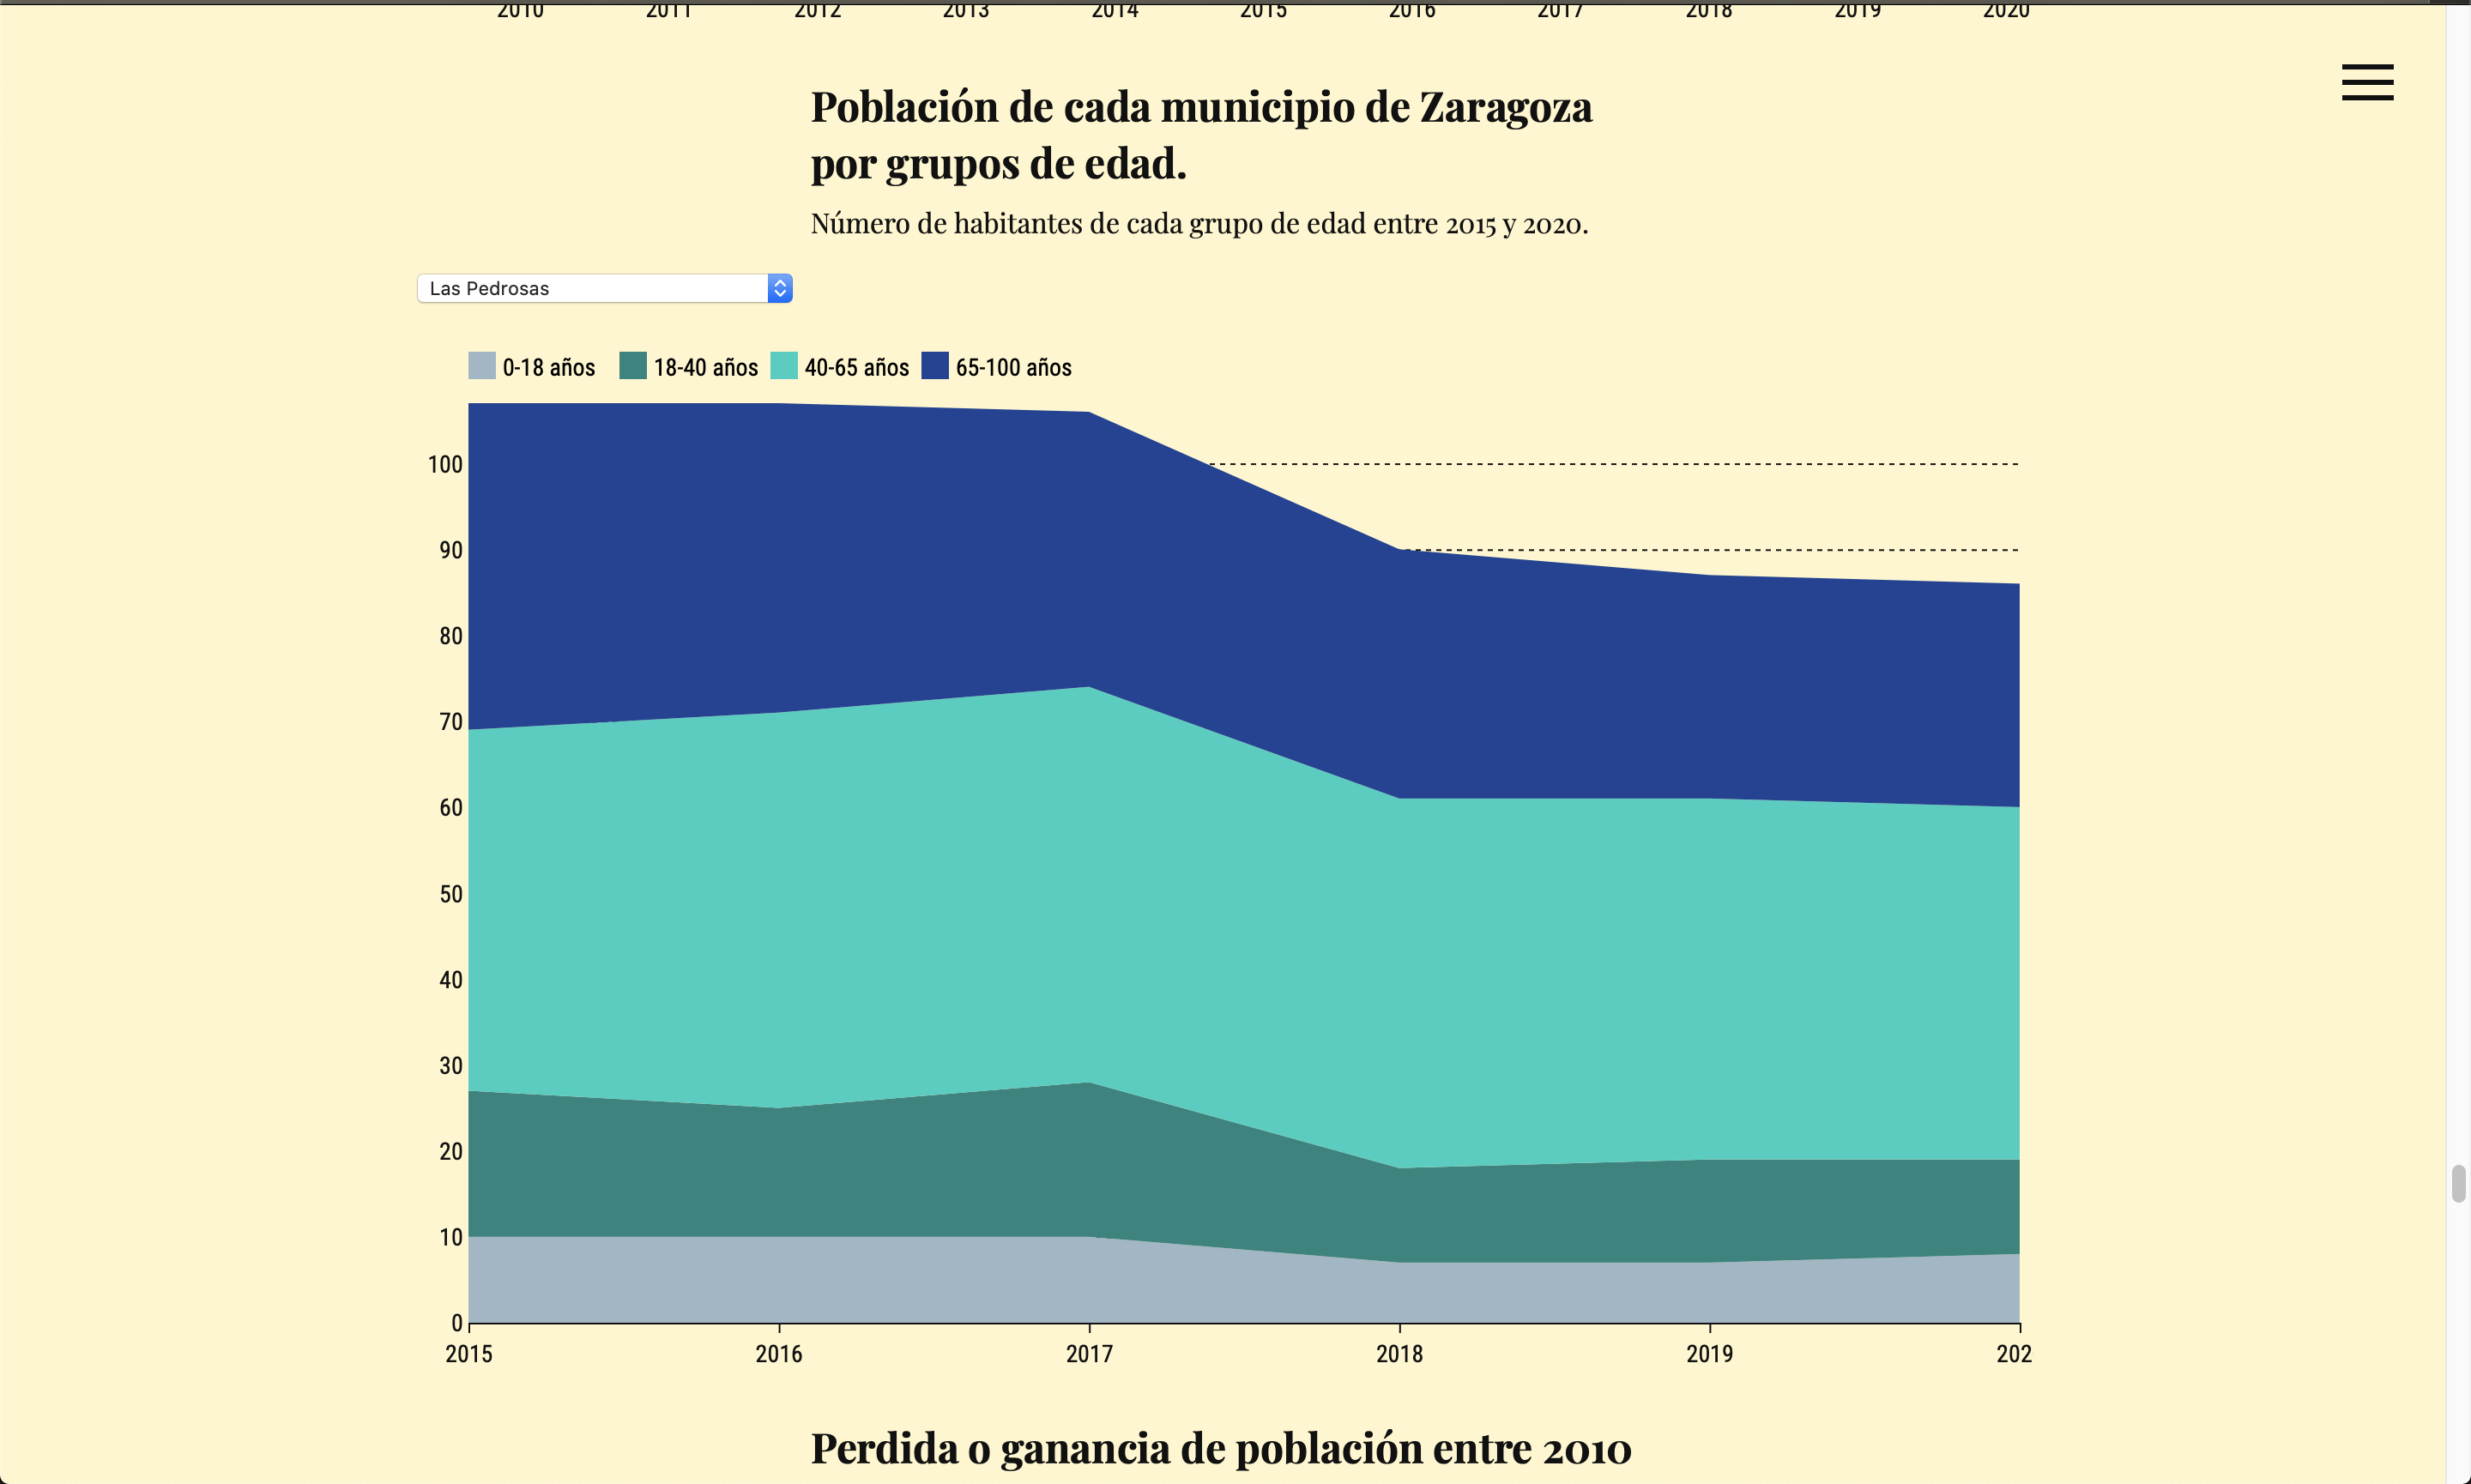 2010 2011 2012 2013 2014 2015 2016 2017 2018 2019 2020
Población de cada municipio de Zaragoza
por grupos de edad.
Número de habitantes de cada grupo de edad entre 2015 y 2020.
Las Pedrosas
0-18 años 18-40 años 40-65 años 65-100 años
100
90
80
70
60
50
40
30
20
10
0
2015 2016 2017 2018 2019 202
Perdida o ganancia de población entre 2010